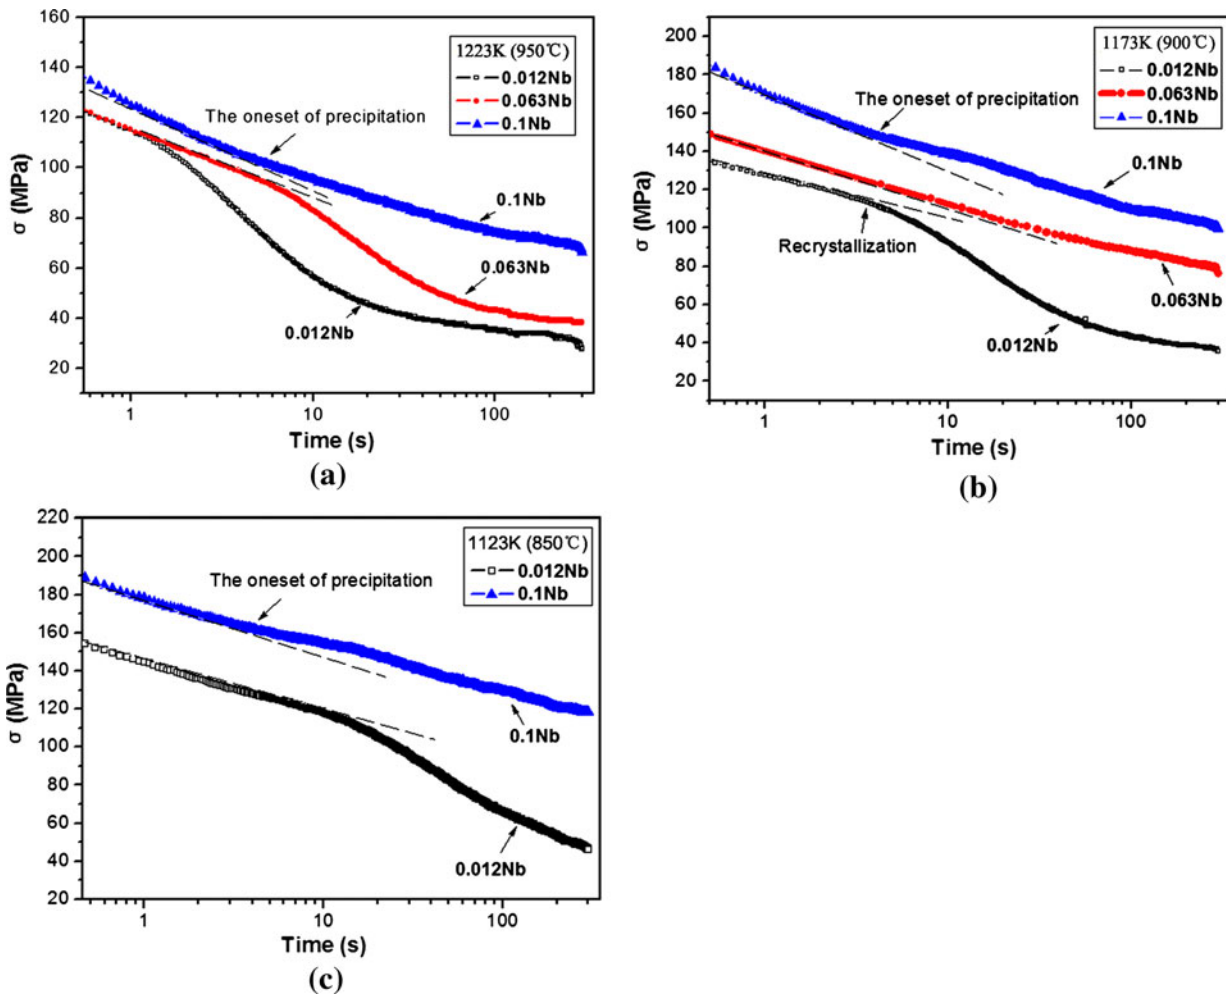 160
140
120
100
80
60
40
20
σ (MPa)
1223K (950℃)
0.012Nb
0.063Nb
0.1Nb
The oneset of precipitation
0.1Nb
0.063Nb
0.012Nb
1
10
100
Time (s)
(a)
200
180
160
140
120
100
80
60
40
20
σ (MPa)
1173K (900℃)
0.012Nb
0.063Nb
0.1Nb
The oneset of precipitation
0.1Nb
Recrystallization
0.063Nb
0.012Nb
1
10
100
Time (s)
(b)
220
200
180
160
140
120
100
80
60
40
20
σ (MPa)
1123K (850℃)
0.012Nb
0.1Nb
The oneset of precipitation
0.1Nb
0.012Nb
1
10
100
Time (s)
(c)